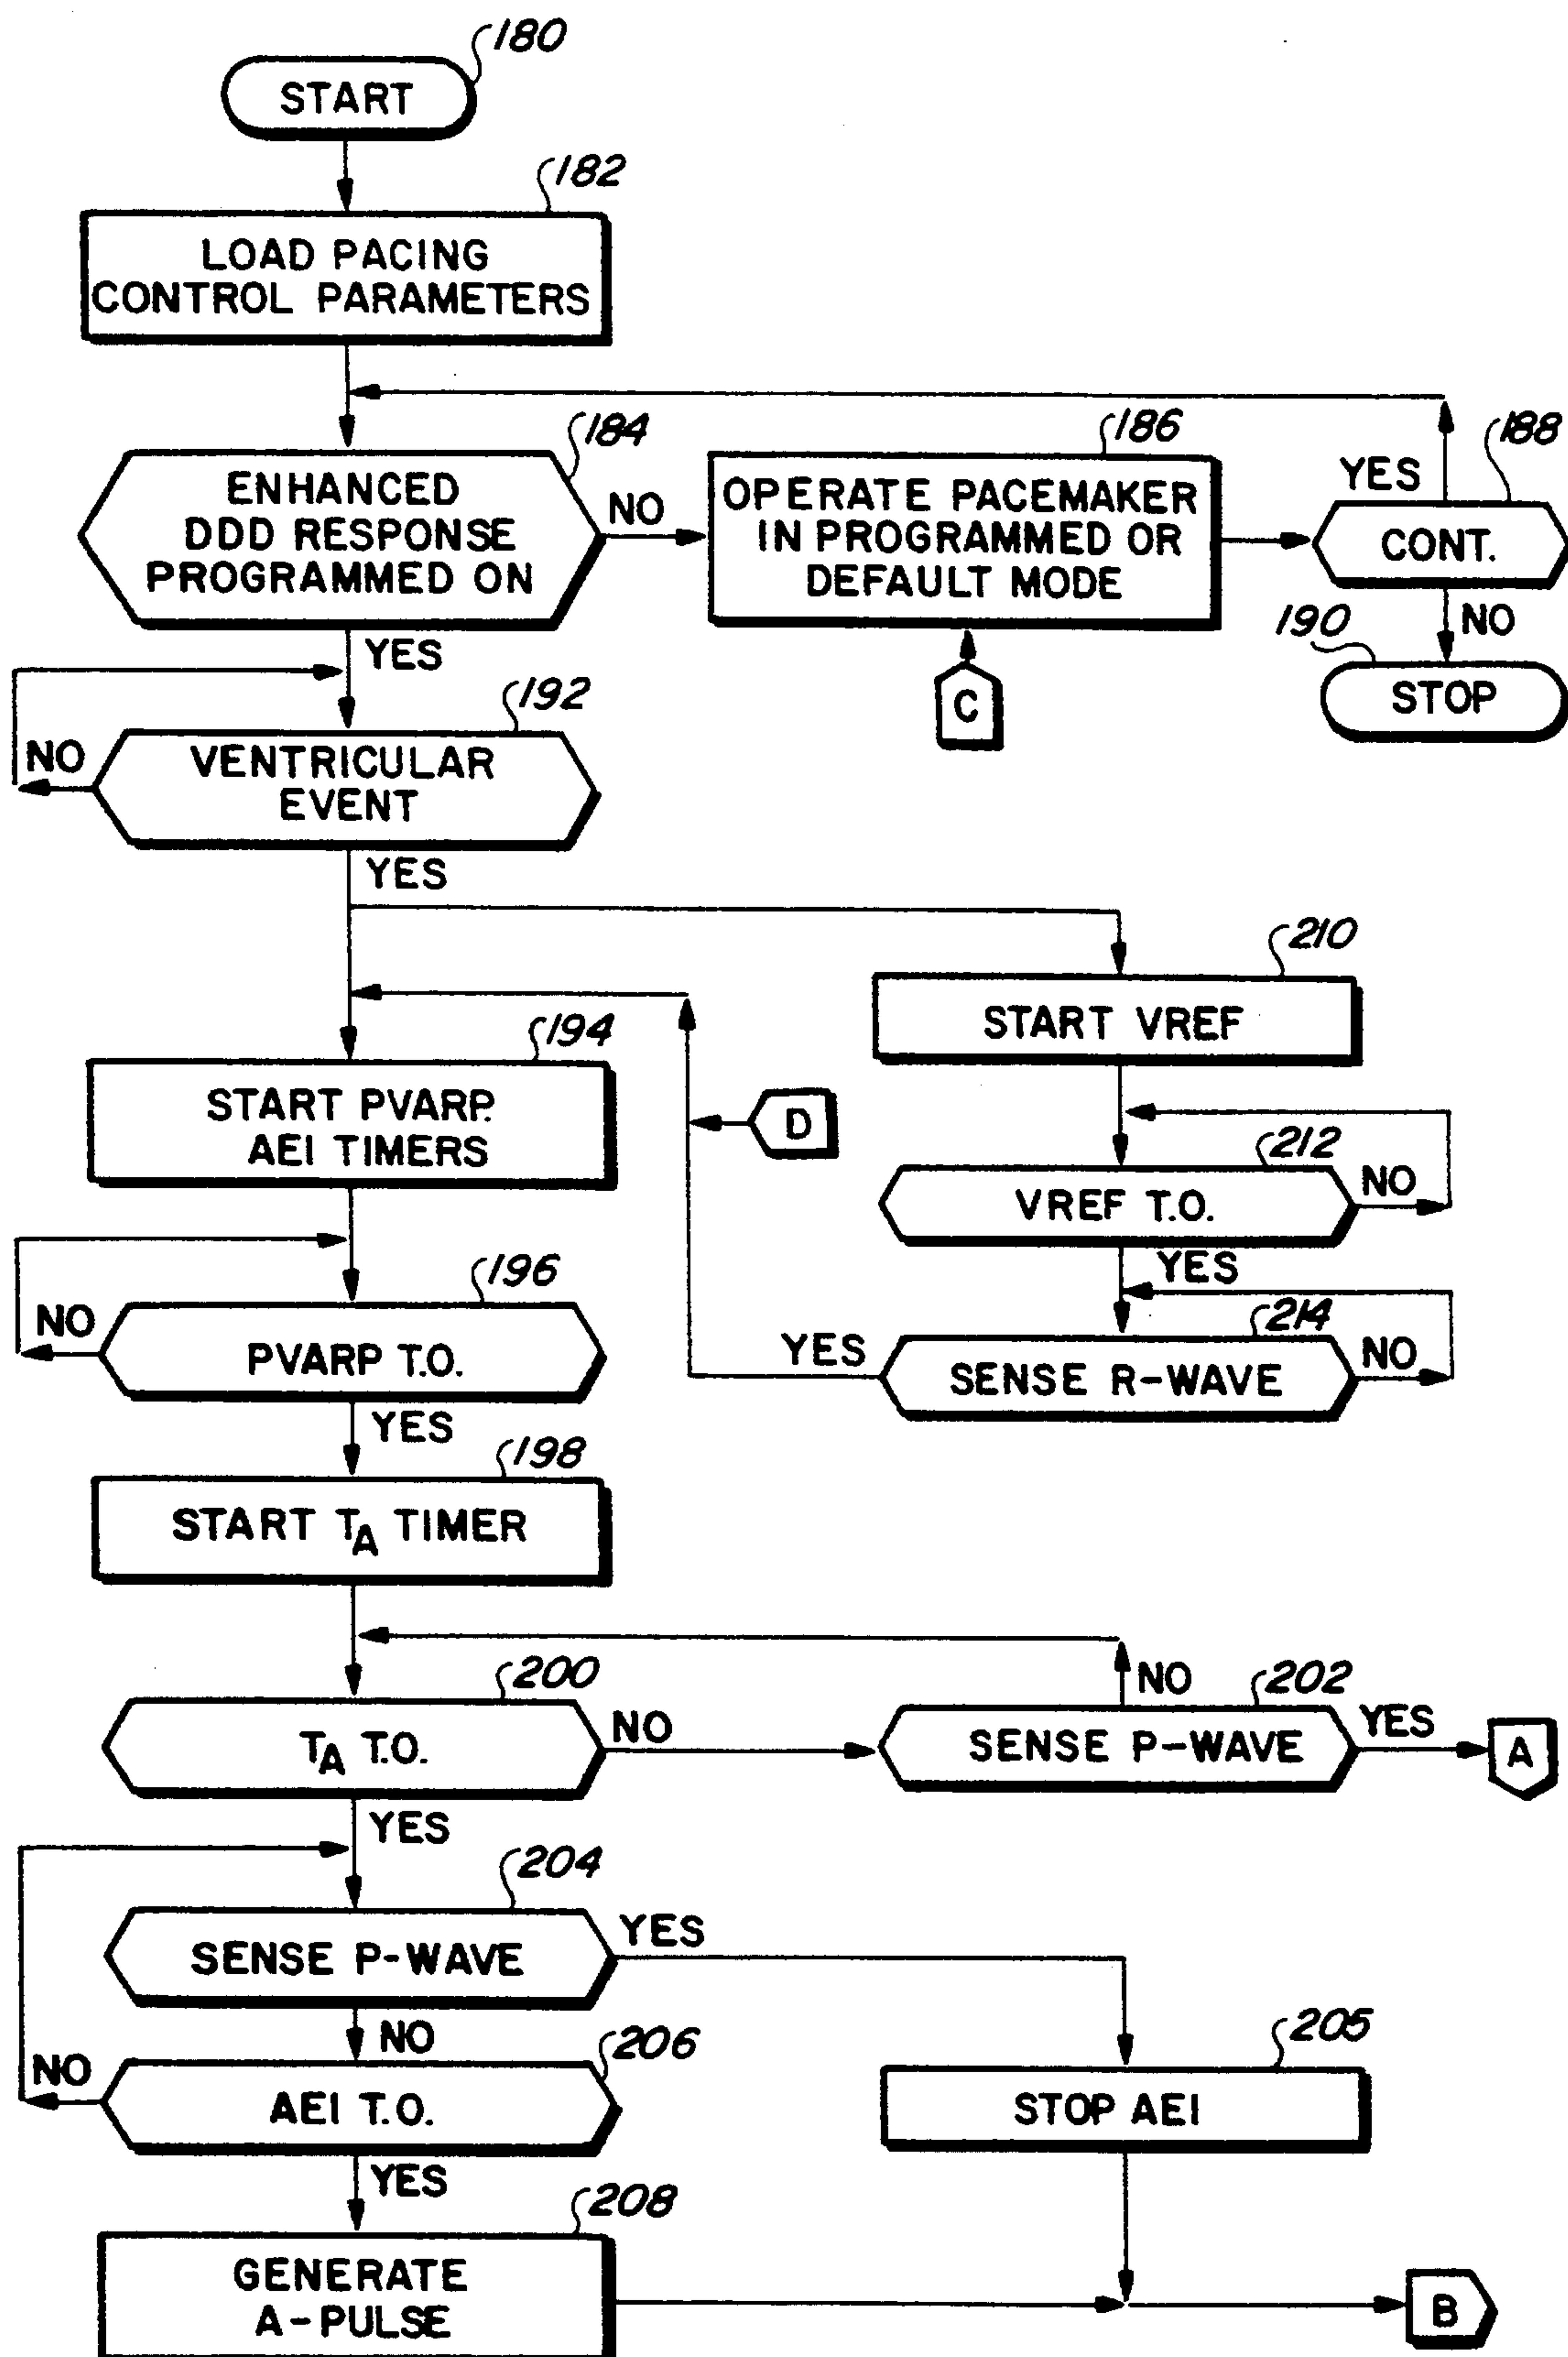 180
START
182
LOAD PACING
CONTROL PARAMETERS
184
ENHANCED
DDD RESPONSE
PROGRAMMED ON
NO
186
OPERATE PACEMAKER
IN PROGRAMMED OR
DEFAULT MODE
YES
188
CONT.
NO
190
STOP
C
YES
192
NO
VENTRICULAR
EVENT
YES
210
START VREF
194
START PVARP.
AEI TIMERS
D
212
VREF T.O.
NO
YES
196
NO
PVARP T.O.
YES
214
SENSE R-WAVE
NO
YES
198
START TA TIMER
200
TA T.O.
NO
NO
202
SENSE P-WAVE
YES
A
YES
204
SENSE P-WAVE
YES
NO
206
NO
AEI T.O.
205
STOP AEI
YES
208
GENERATE
A-PULSE
B